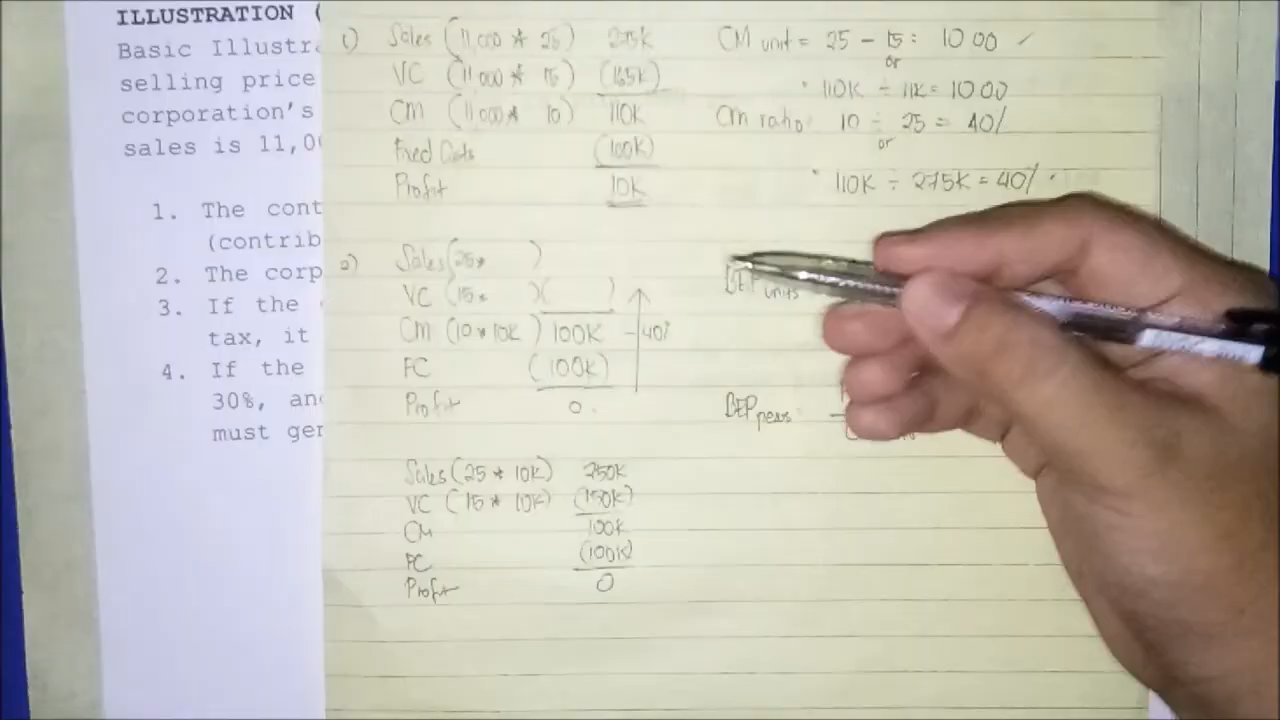 ILLUSTRATION (
Basic Illustra
selling price
corporation's
sales is 11,00
1. The cont
(contrib
2. The corp
3. If the
tax, it
4. If the
30%, and
must gen
1) Sales (11,000 * 25) 275K
VC (11,000 * 15) (165K)
CM (11,000 * 10) 110K
Fixed Costs (100K)
Profit 10K
CM unit = 25 - 15 = 10.00
or
110K ÷ 11K = 10.00
CM ratio: 10 ÷ 25 = 40%
or
110K ÷ 275K = 40%
2) Sales (25* )
VC (15* ) ( )
CM (10*10K) 100K 40%
FC (100K)
Profit 0
BEP units
BEP pesos:
Sales (25 * 10K) 250K
VC (15 * 10K) (150K)
CM 100K
FC (100K)
Profit 0